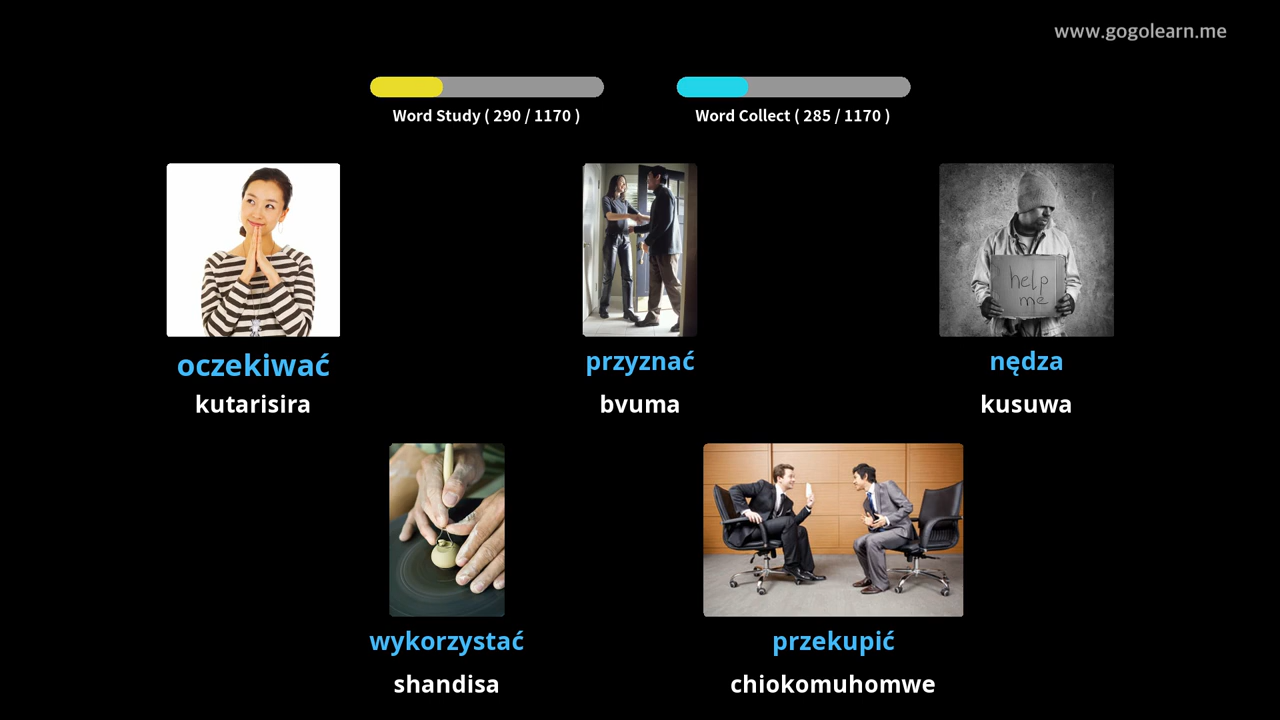 www.gogolearn.me
Word Study ( 290 / 1170 )
Word Collect ( 285 / 1170 )
help
me
oczekiwać
przyznać
nędza
kutarisira
bvuma
kusuwa
wykorzystać
przekupić
shandisa
chiokomuhomwe